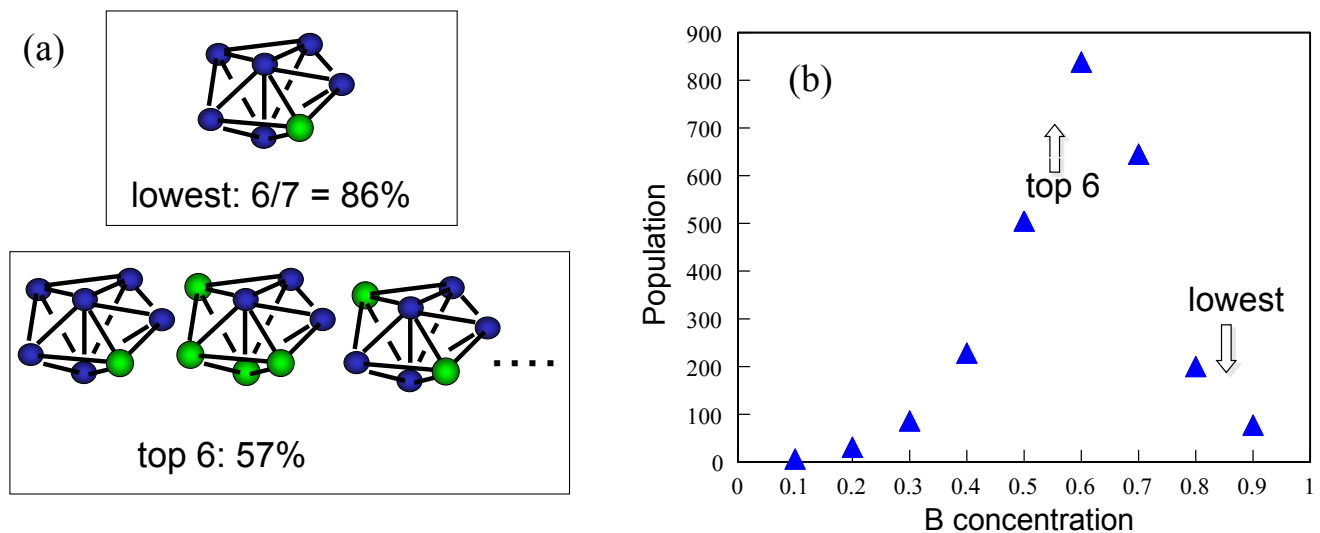 (a)
lowest: 6/7 = 86%
....
top 6: 57%
(b)
Population
900
800
700
600
500
400
300
200
100
0
top 6
lowest
0 0.1 0.2 0.3 0.4 0.5 0.6 0.7 0.8 0.9 1
B concentration